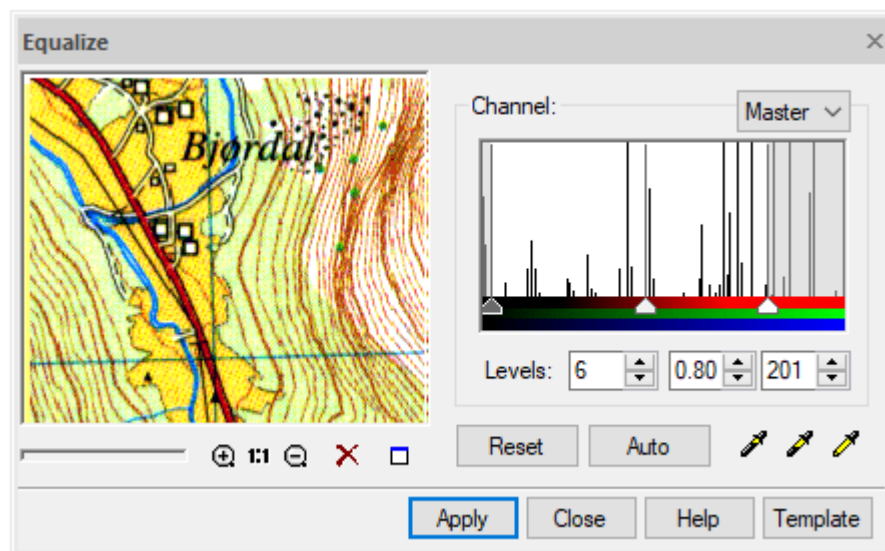 Equalize
Bjørdal
Channel:
Master
Levels: 6 0.80 201
1:1
Reset Auto
Apply Close Help Template